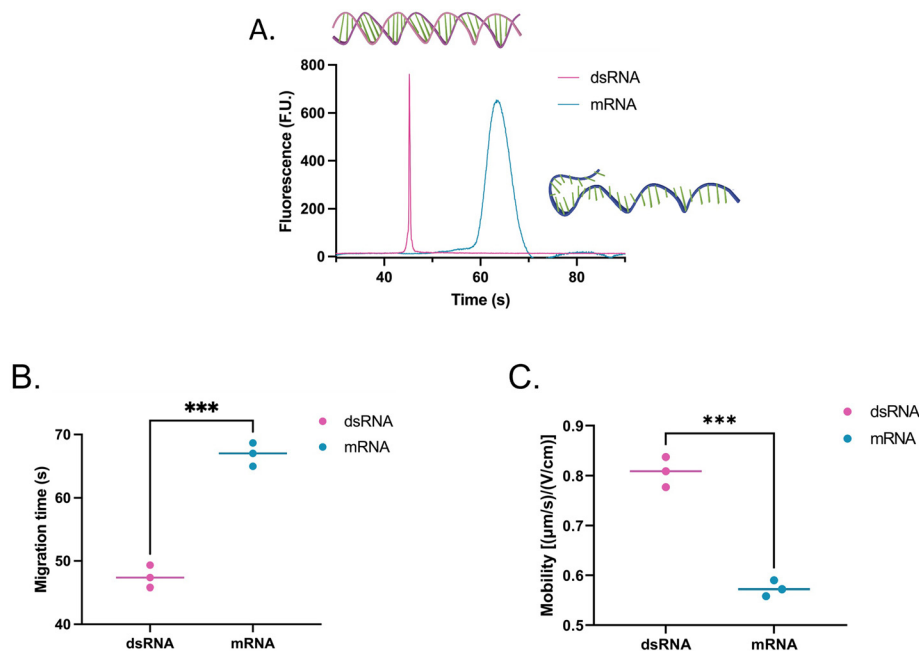 A.
800
600
400
200
0
Fluorescence (F.U.)
40
60
80
Time (s)
dsRNA
mRNA
B.
***
dsRNA
mRNA
70
60
50
40
Migration time (s)
dsRNA
mRNA
C.
***
dsRNA
mRNA
0.9
0.8
0.7
0.6
0.5
Mobility [(μm/s)/(V/cm)]
dsRNA
mRNA